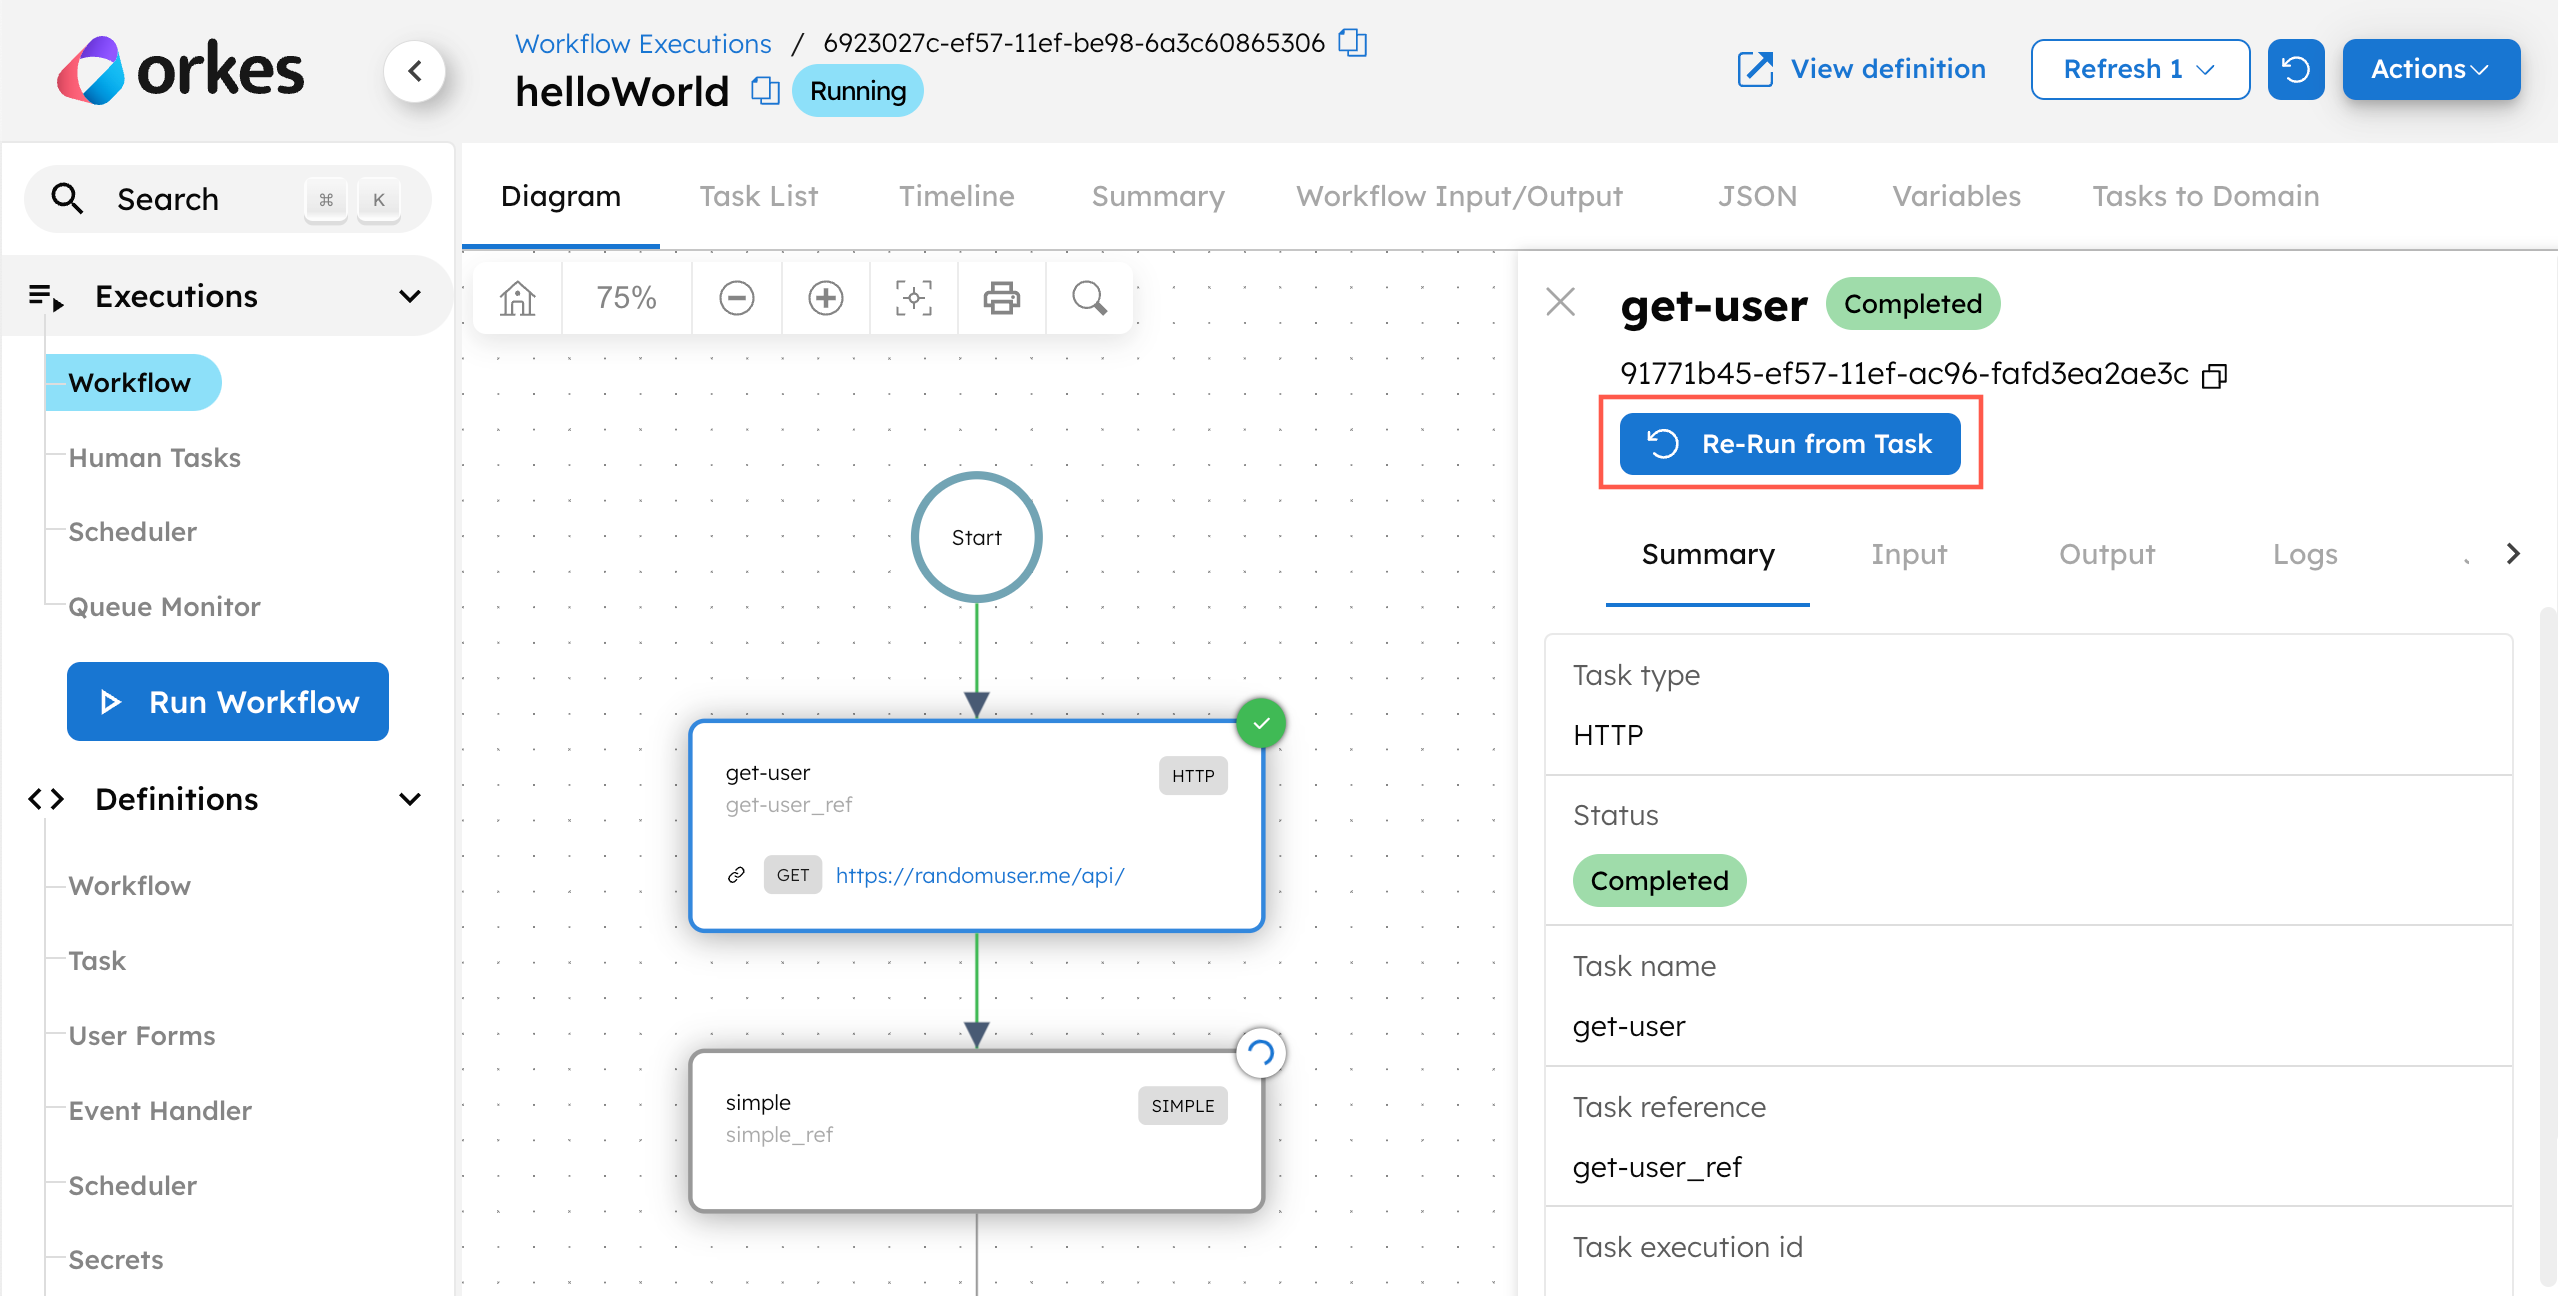 orkes
Workflow Executions / 6923027c-ef57-11ef-be98-6a3c60865306
helloWorld Running
View definition
Refresh 1
Actions
Search ⌘ K
Executions
Workflow
Human Tasks
Scheduler
Queue Monitor
Run Workflow
Definitions
Workflow
Task
User Forms
Event Handler
Scheduler
Secrets
Diagram Task List Timeline Summary Workflow Input/Output JSON Variables Tasks to Domain
75%
Start
get-user HTTP
get-user_ref
GET https://randomuser.me/api/
simple SIMPLE
simple_ref
get-user Completed
91771b45-ef57-11ef-ac96-fafd3ea2ae3c
Re-Run from Task
Summary Input Output Logs
Task type
HTTP
Status
Completed
Task name
get-user
Task reference
get-user_ref
Task execution id